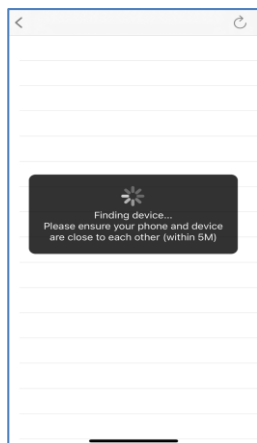 Finding device...
Please ensure your phone and device
are close to each other (within 5M)